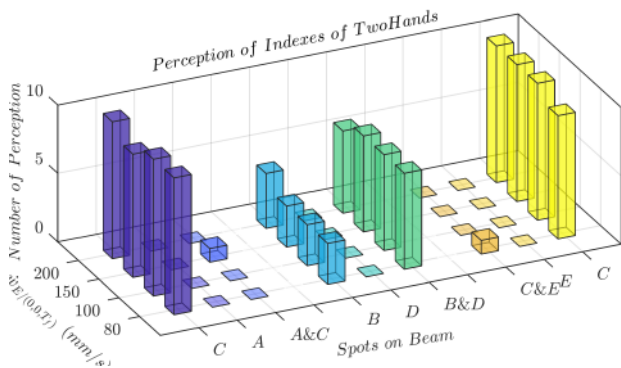 Perception of Indexes of TwoHands
10
5
0
Number of Perception
200
150
100
80
(mm/s)
C
A
A&C
B
D
B&D
C&E
E
C
Spots on Beam